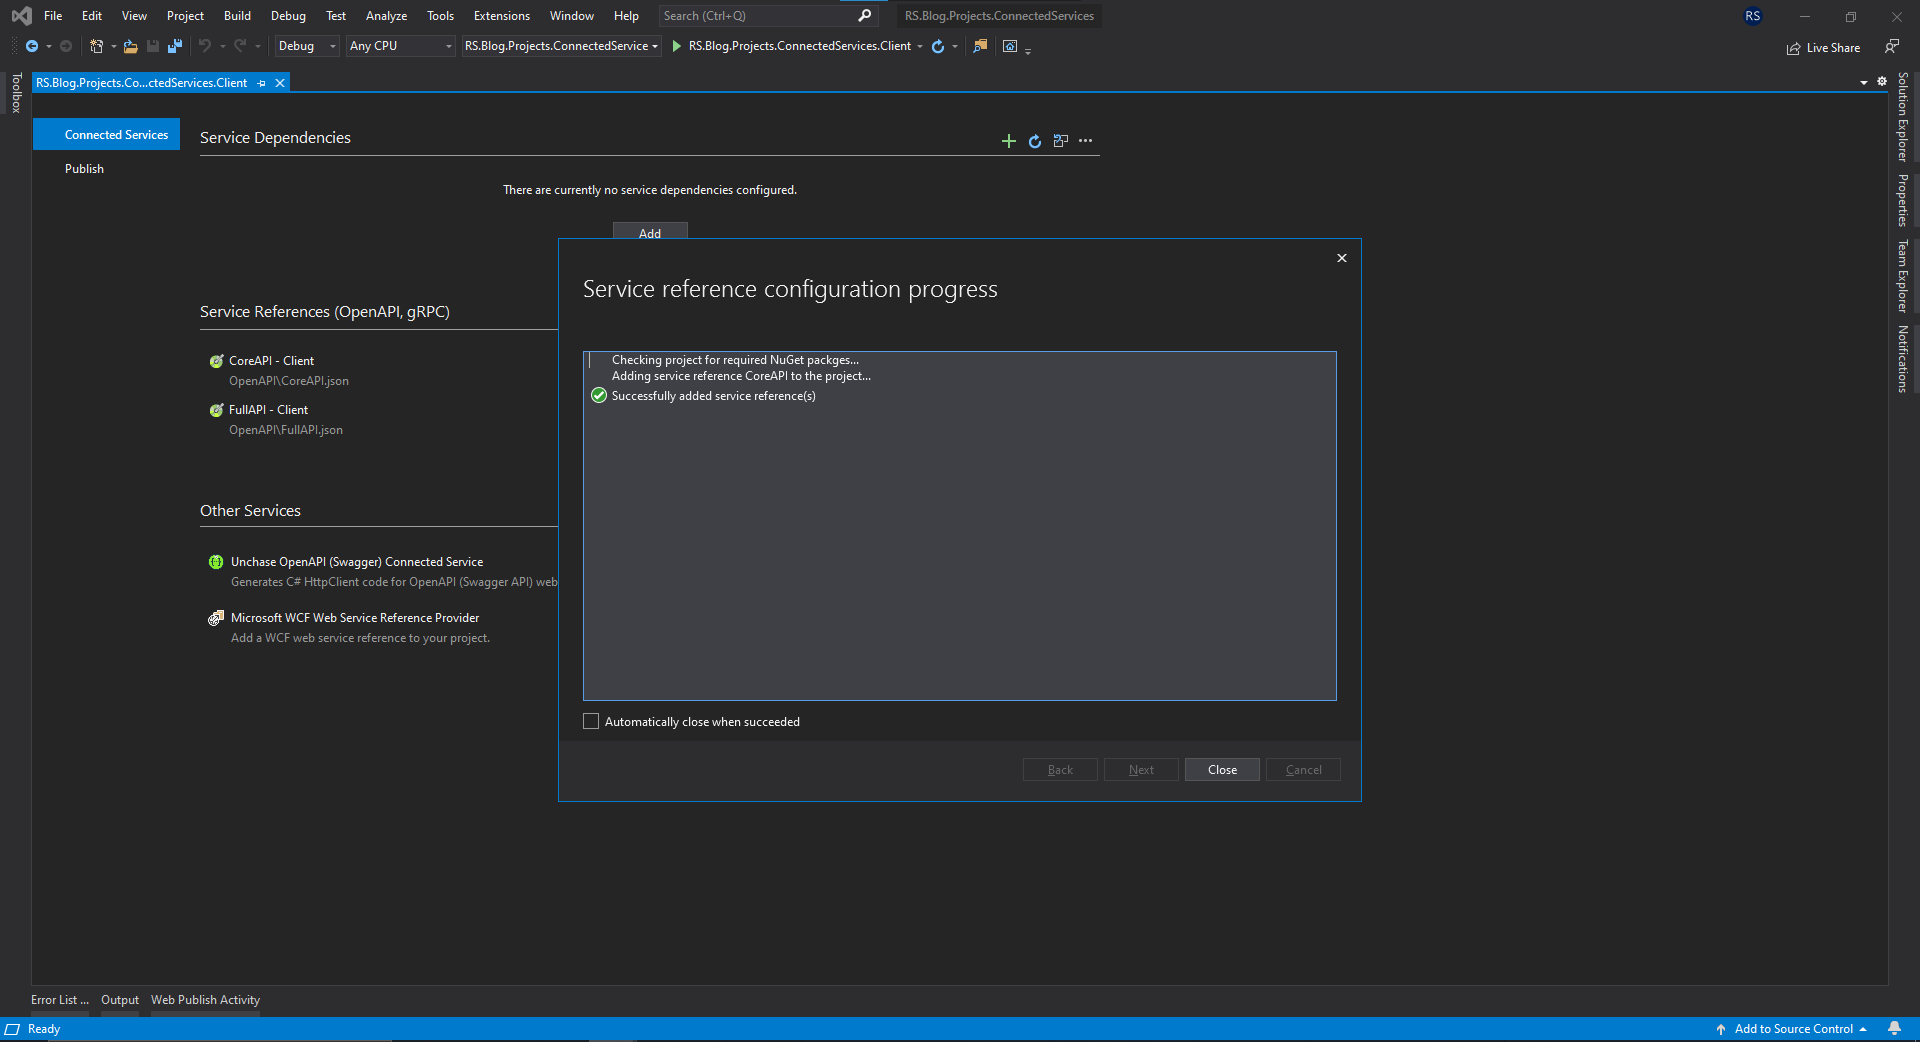 File Edit View Project Build Debug Test Analyze Tools Extensions Window Help Search (Ctrl+Q) RS.Blog.Projects.ConnectedServices RS
Debug Any CPU RS.Blog.Projects.ConnectedService RS.Blog.Projects.ConnectedServices.Client Live Share
Toolbox
RS.Blog.Projects.Co...ctedServices.Client
Connected Services
Publish
Service Dependencies
There are currently no service dependencies configured.
Add
Service References (OpenAPI, gRPC)
CoreAPI - Client
OpenAPI\CoreAPI.json
FullAPI - Client
OpenAPI\FullAPI.json
Other Services
Unchase OpenAPI (Swagger) Connected Service
Generates C# HttpClient code for OpenAPI (Swagger API) web
Microsoft WCF Web Service Reference Provider
Add a WCF web service reference to your project.
Service reference configuration progress
Checking project for required NuGet packges...
Adding service reference CoreAPI to the project...
Successfully added service reference(s)
Automatically close when succeeded
Back Next Close Cancel
Solution Explorer
Properties
Team Explorer
Notifications
Error List ... Output Web Publish Activity
Ready Add to Source Control